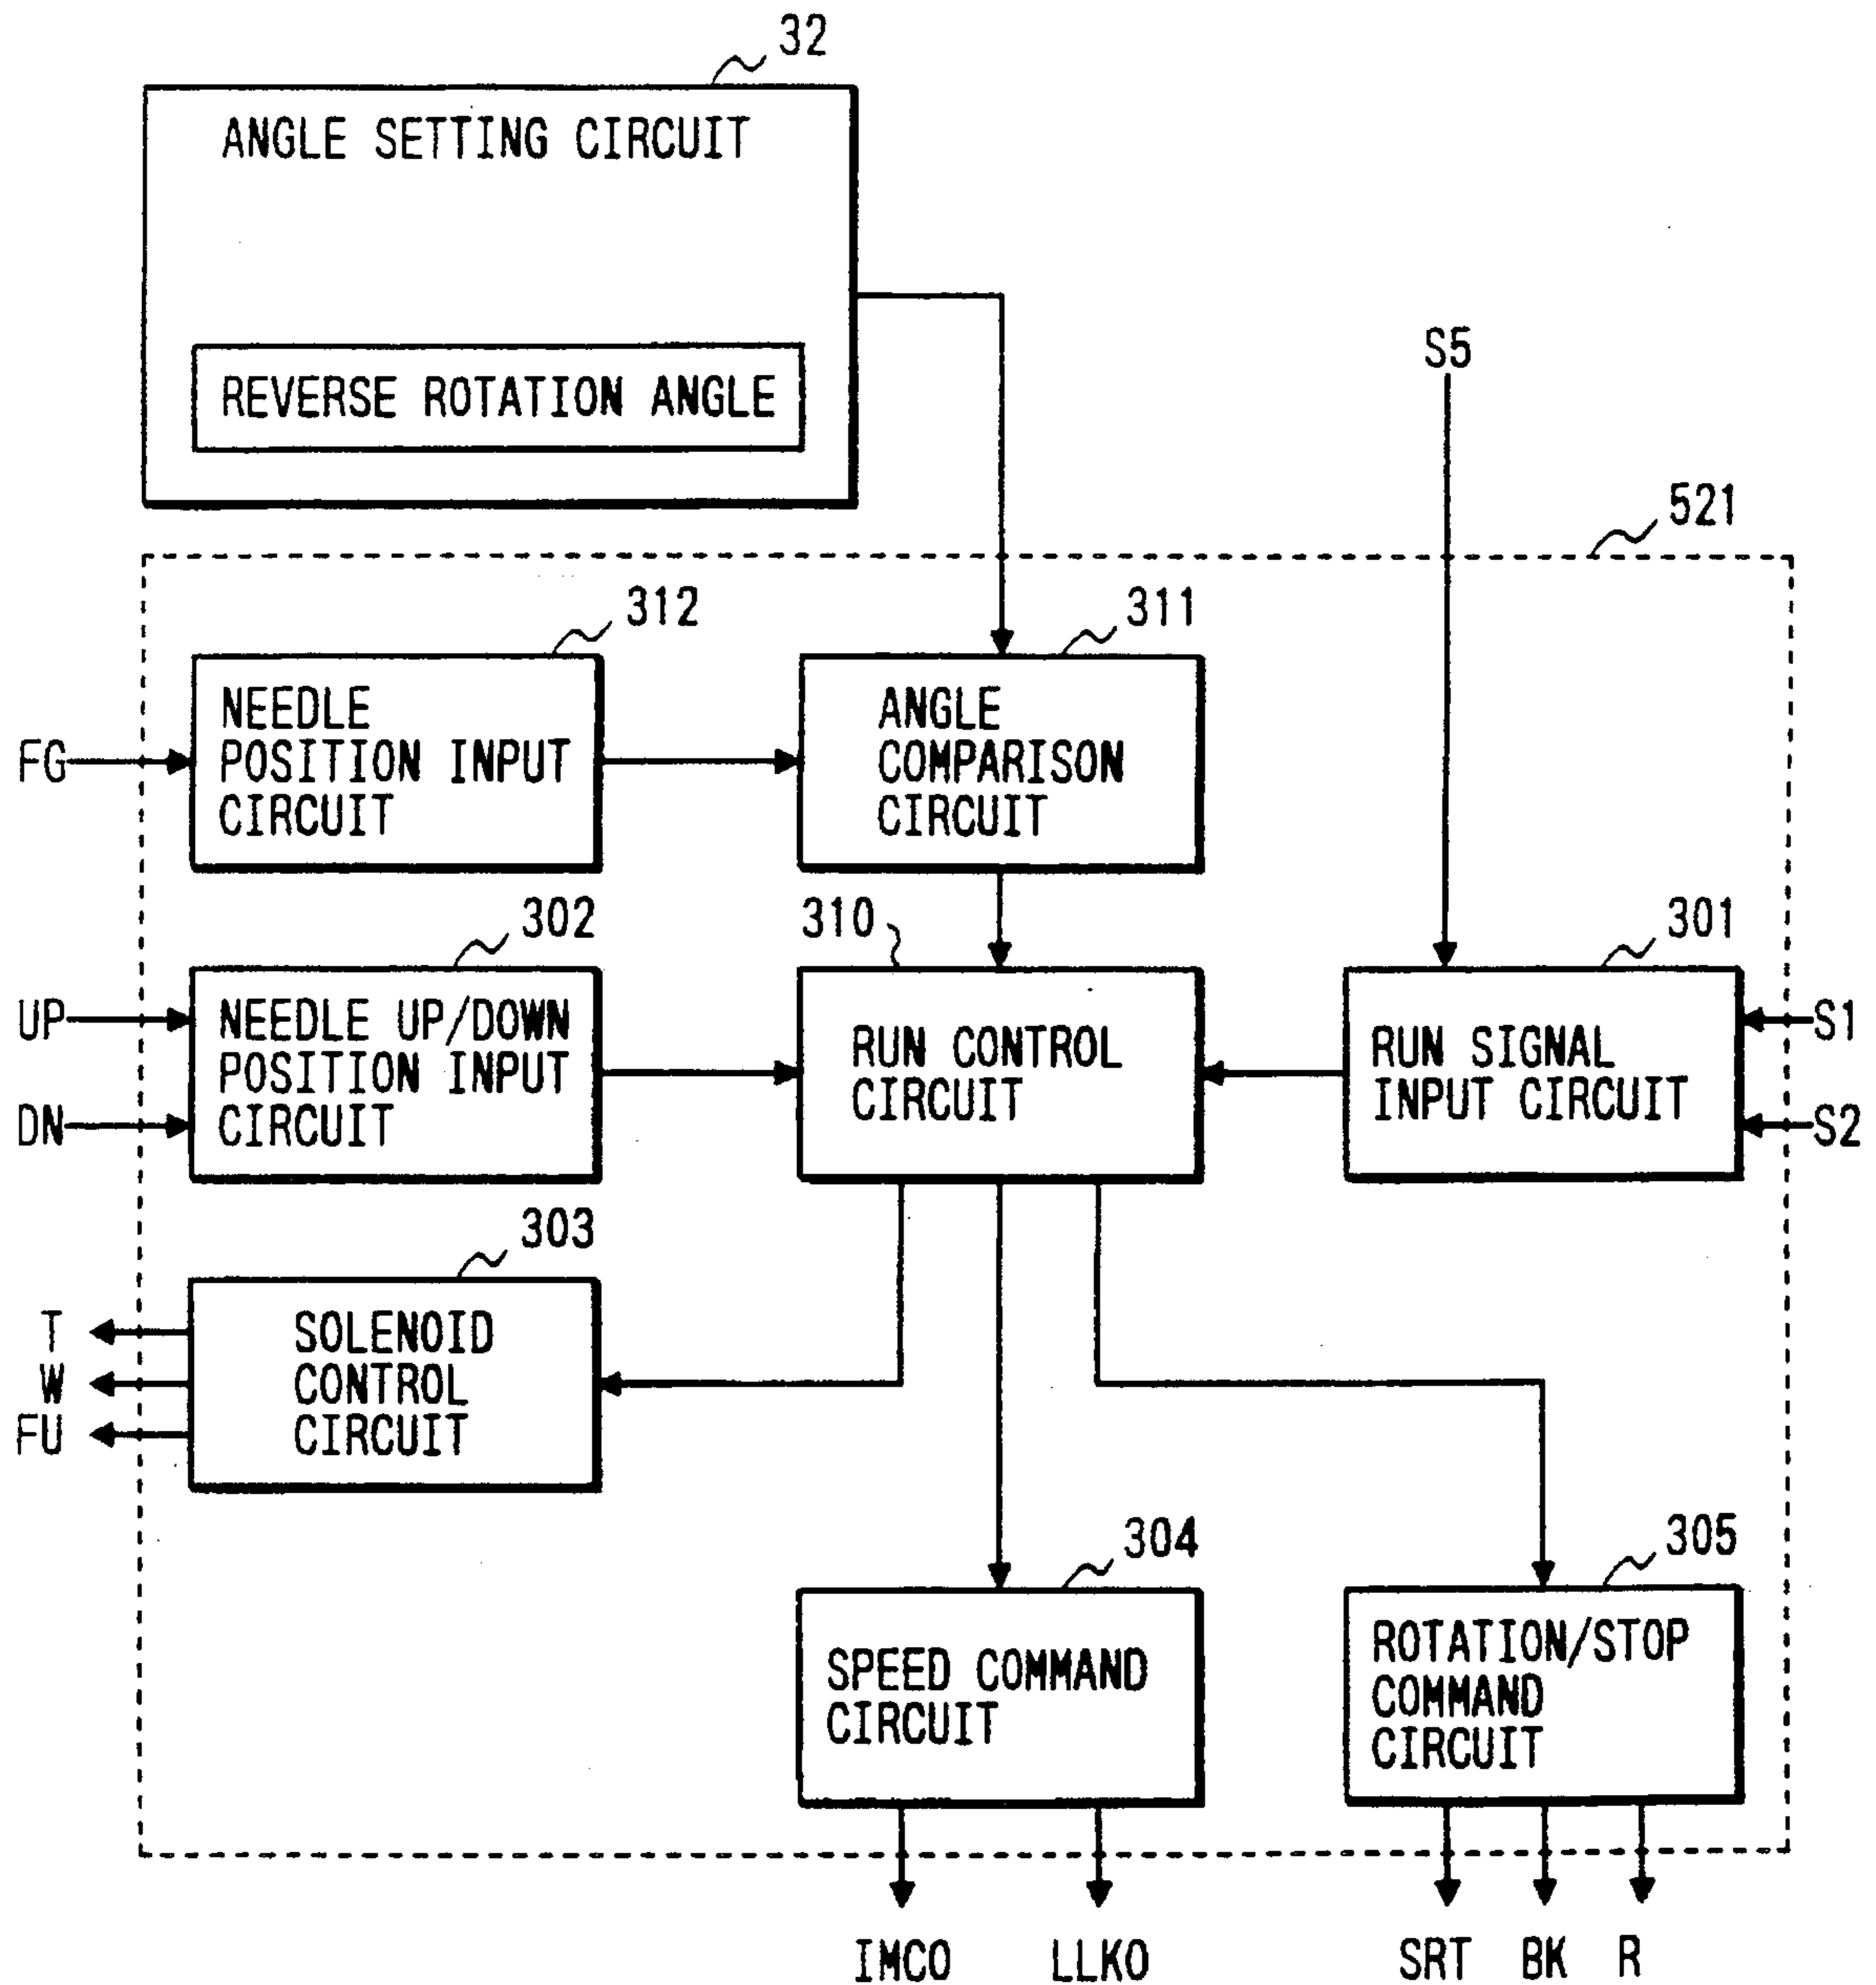 32
ANGLE SETTING CIRCUIT
REVERSE ROTATION ANGLE
S5
521
312
311
NEEDLE
POSITION INPUT
CIRCUIT
ANGLE
COMPARISON
CIRCUIT
FG
302
310
301
UP
DN
NEEDLE UP/DOWN
POSITION INPUT
CIRCUIT
RUN CONTROL
CIRCUIT
RUN SIGNAL
INPUT CIRCUIT
S1
S2
303
T
W
FU
SOLENOID
CONTROL
CIRCUIT
304
305
SPEED COMMAND
CIRCUIT
ROTATION/STOP
COMMAND
CIRCUIT
IMCO
LLKO
SRT
BK
R